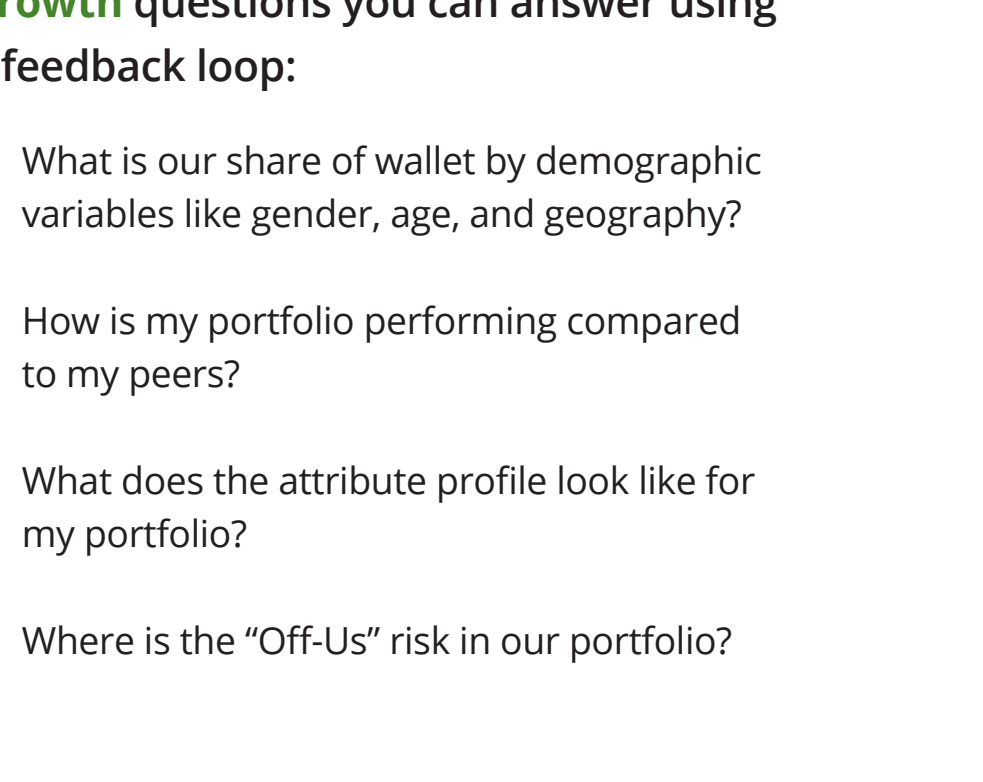 rowth questions you can answer using
feedback loop:
What is our share of wallet by demographic
variables like gender, age, and geography?
How is my portfolio performing compared
to my peers?
What does the attribute profile look like for
my portfolio?
Where is the “Off-Us” risk in our portfolio?